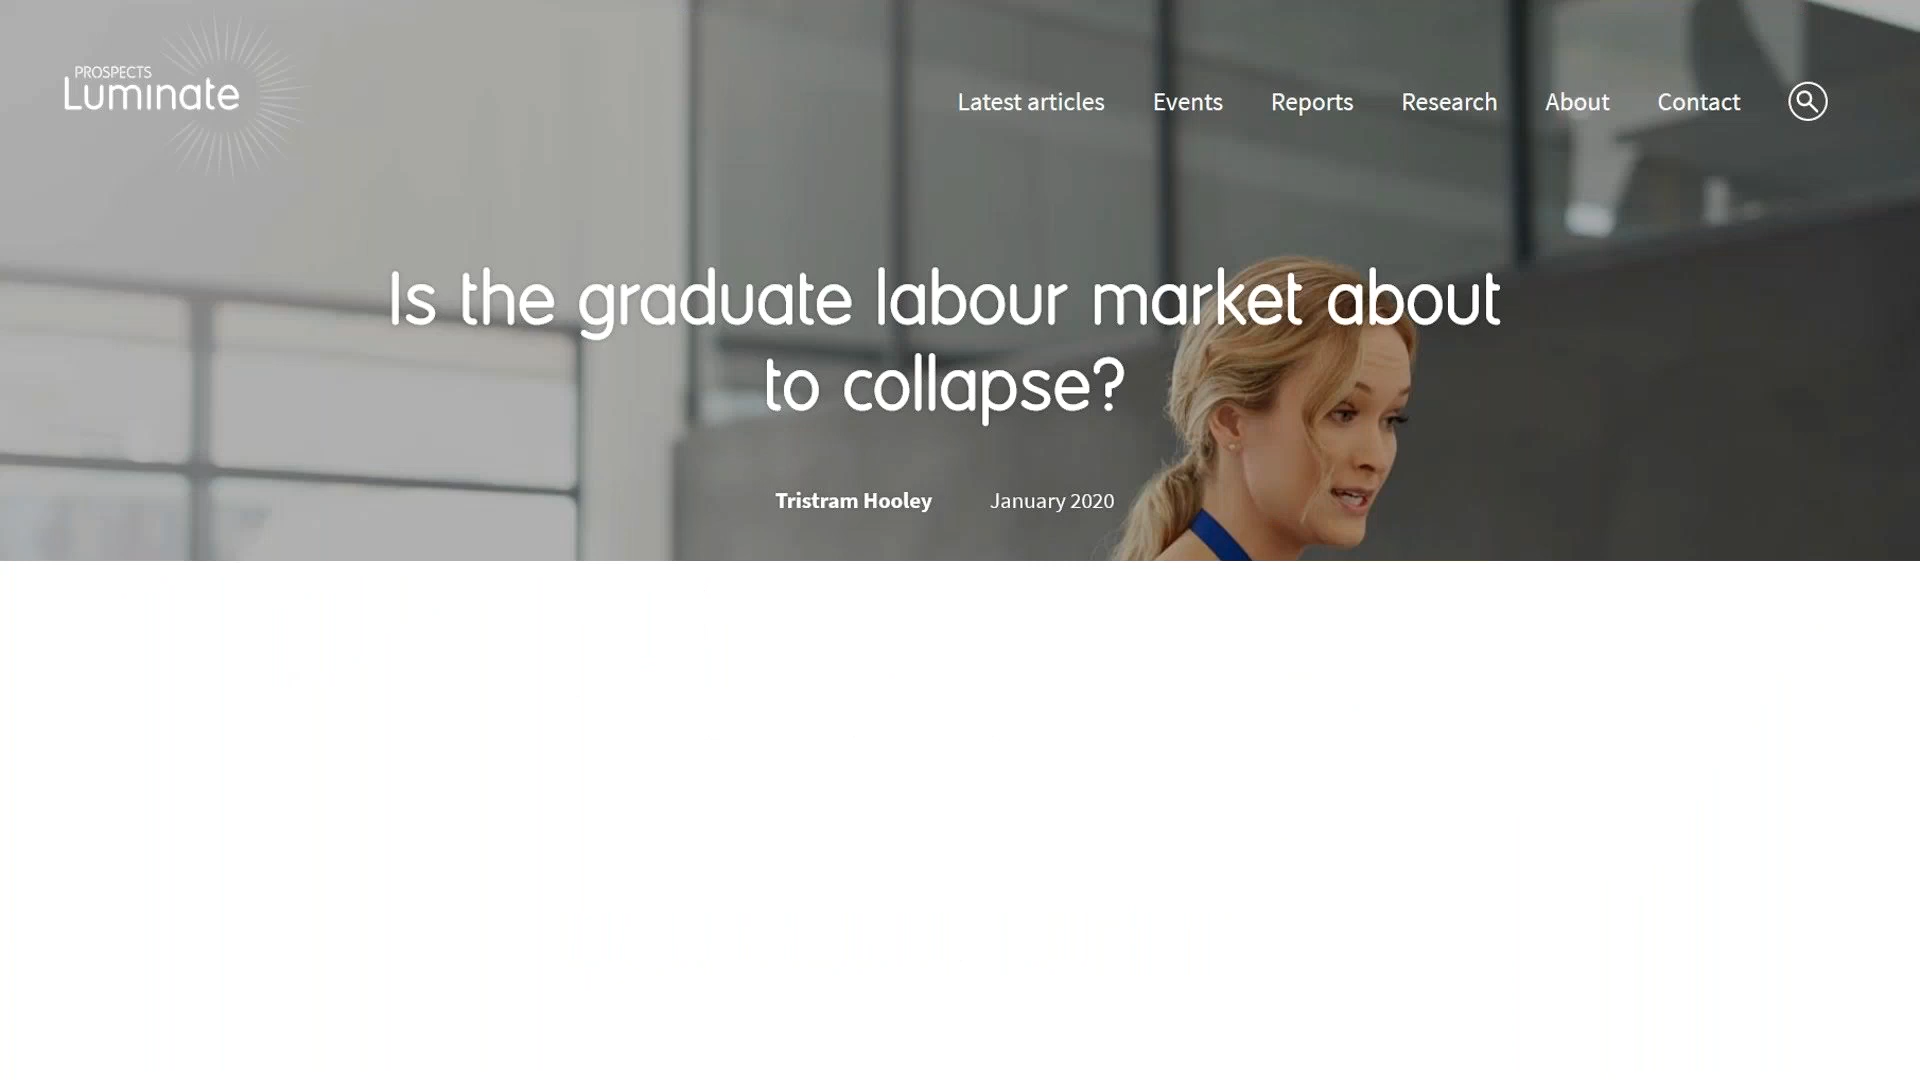 PROSPECTS
Luminate
Latest articles Events Reports Research About Contact
Is the graduate labour market about
to collapse?
Tristram Hooley January 2020